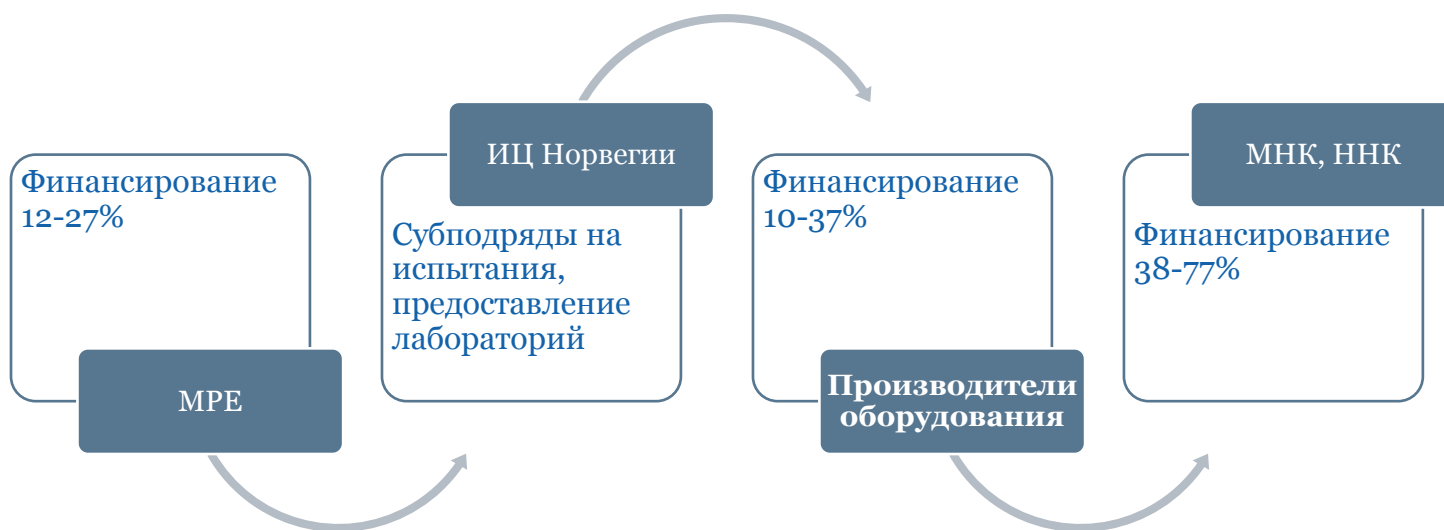 Финансирование
12-27%
МРЕ
ИЦ Норвегии
Субподряды на
испытания,
предоставление
лабораторий
Финансирование
10-37%
Производители
оборудования
МНК, ННК
Финансирование
38-77%